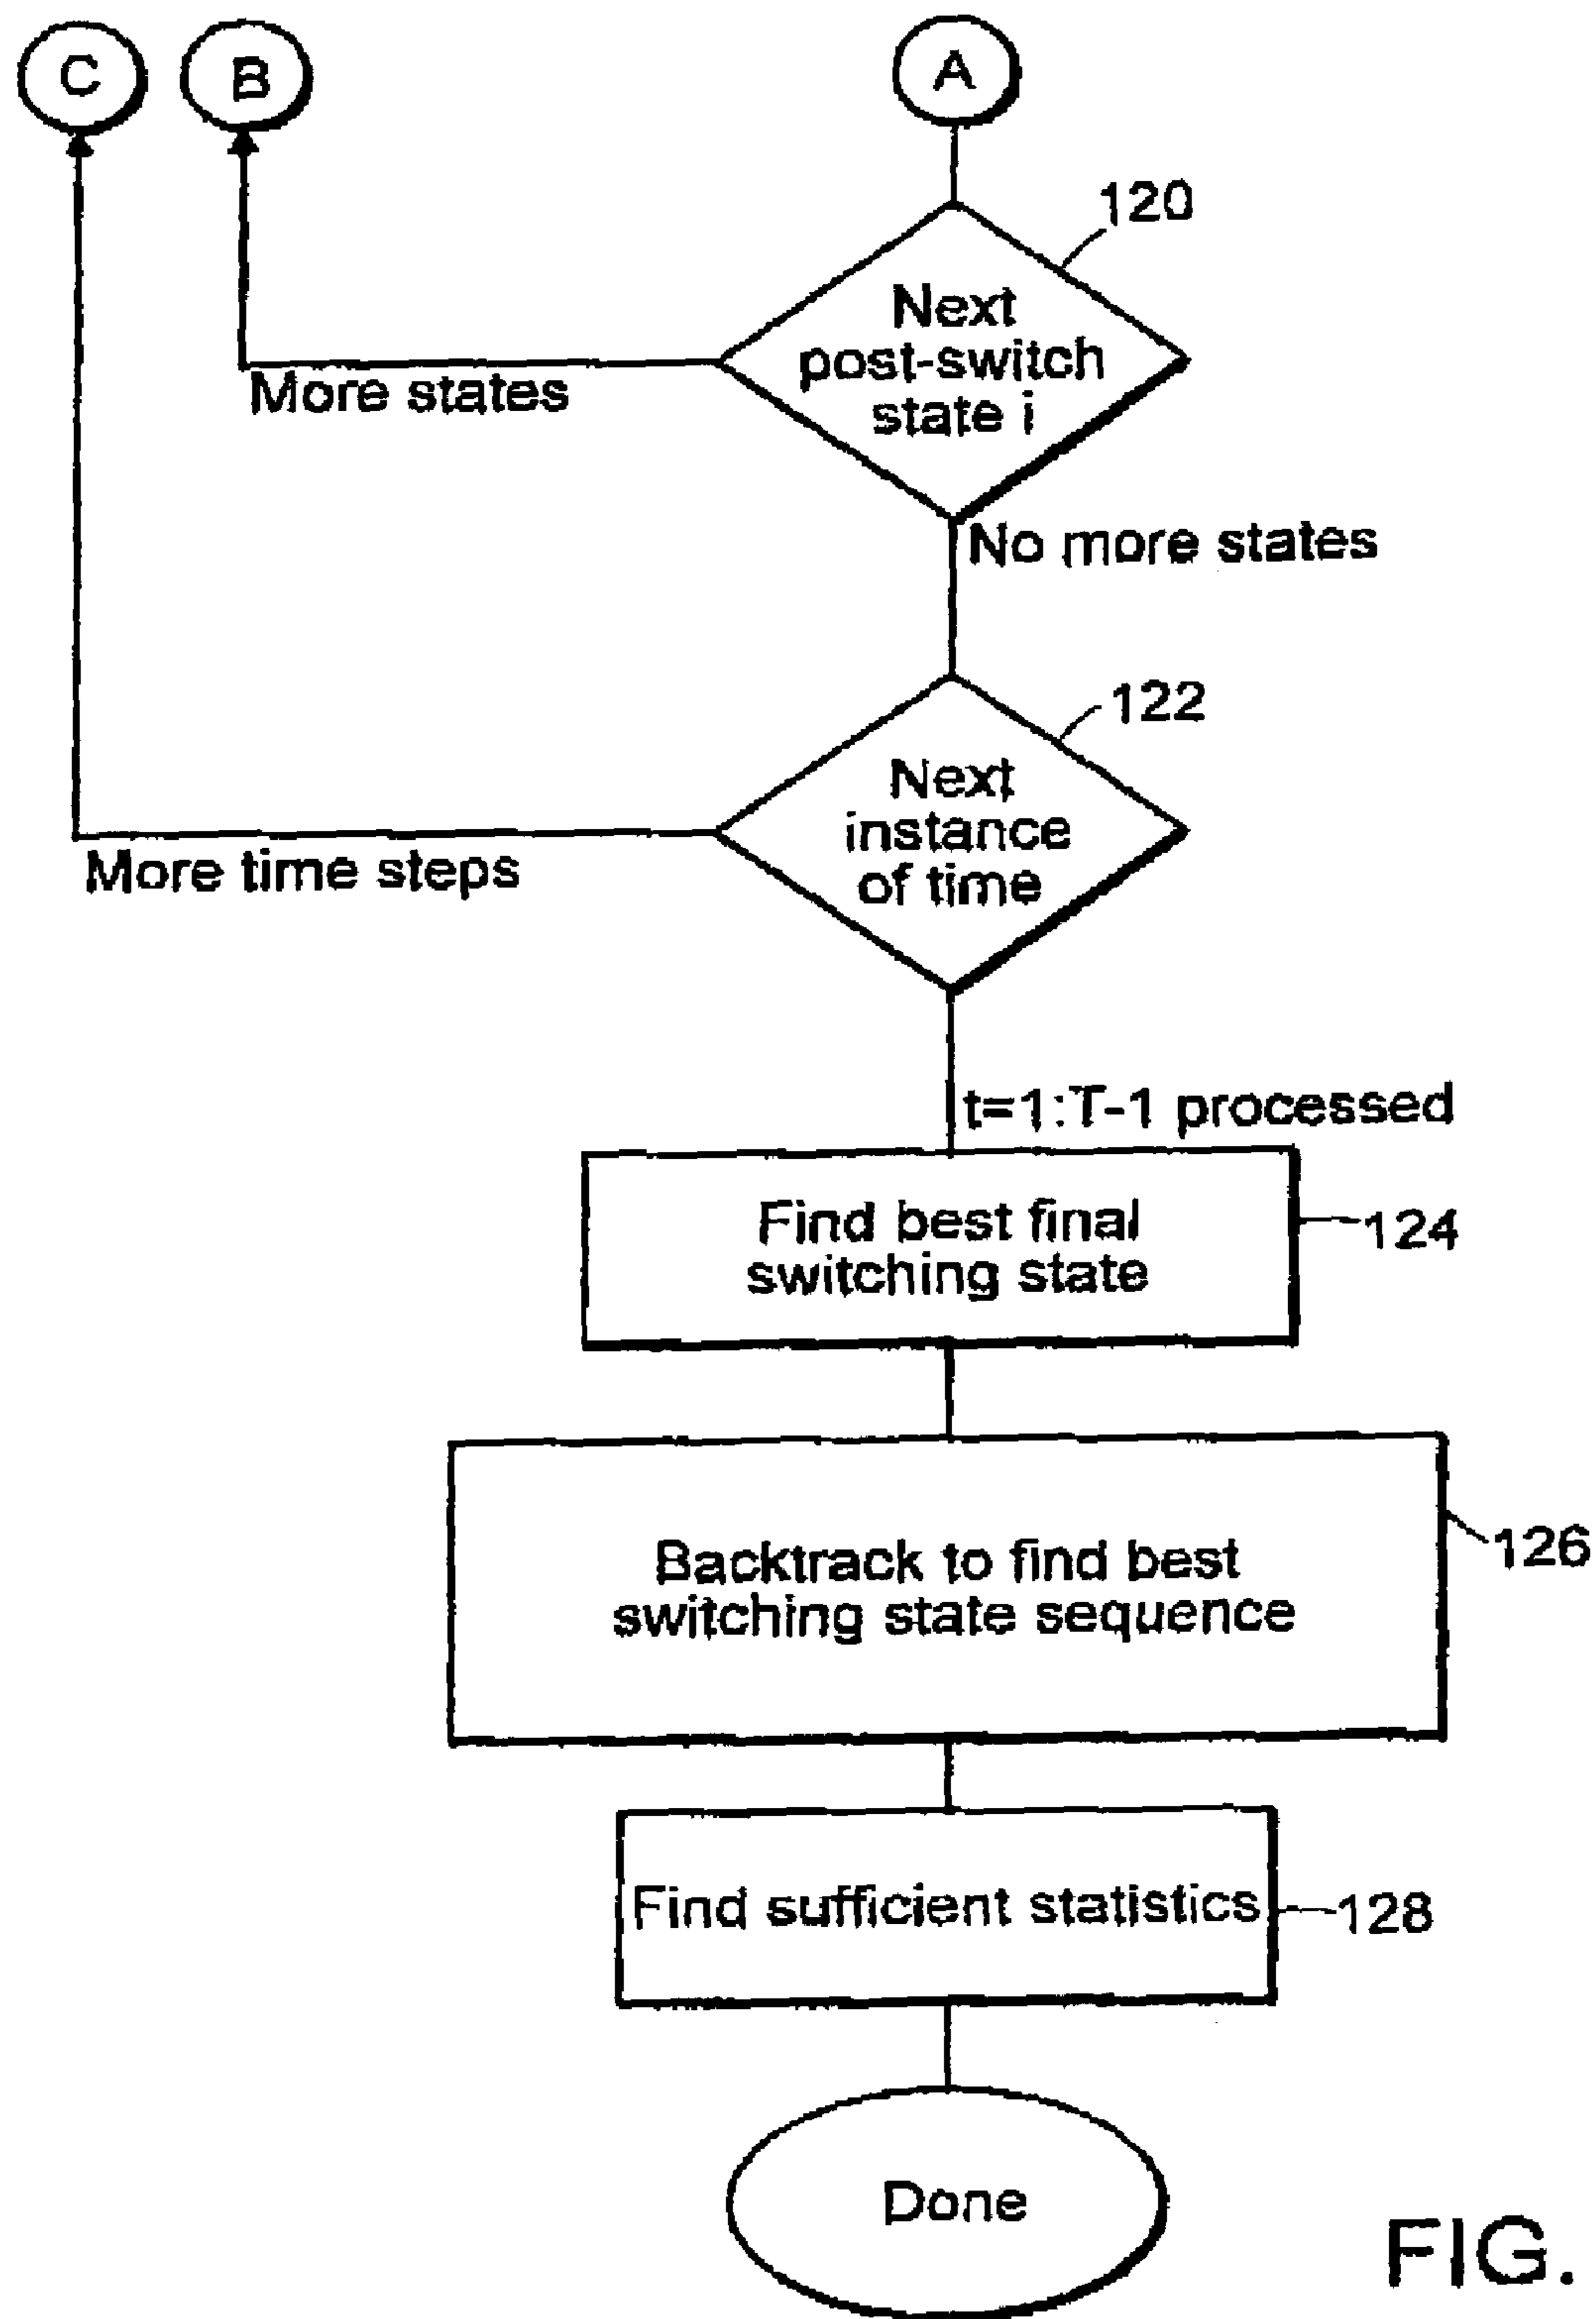 C
B
A
120
Next
post-switch
state i
More states
No more states
122
Next
instance
of time
More time steps
t=1:T-1 processed
Find best final
switching state
124
Backtrack to find best
switching state sequence
126
Find sufficient statistics
128
Done
FIG.